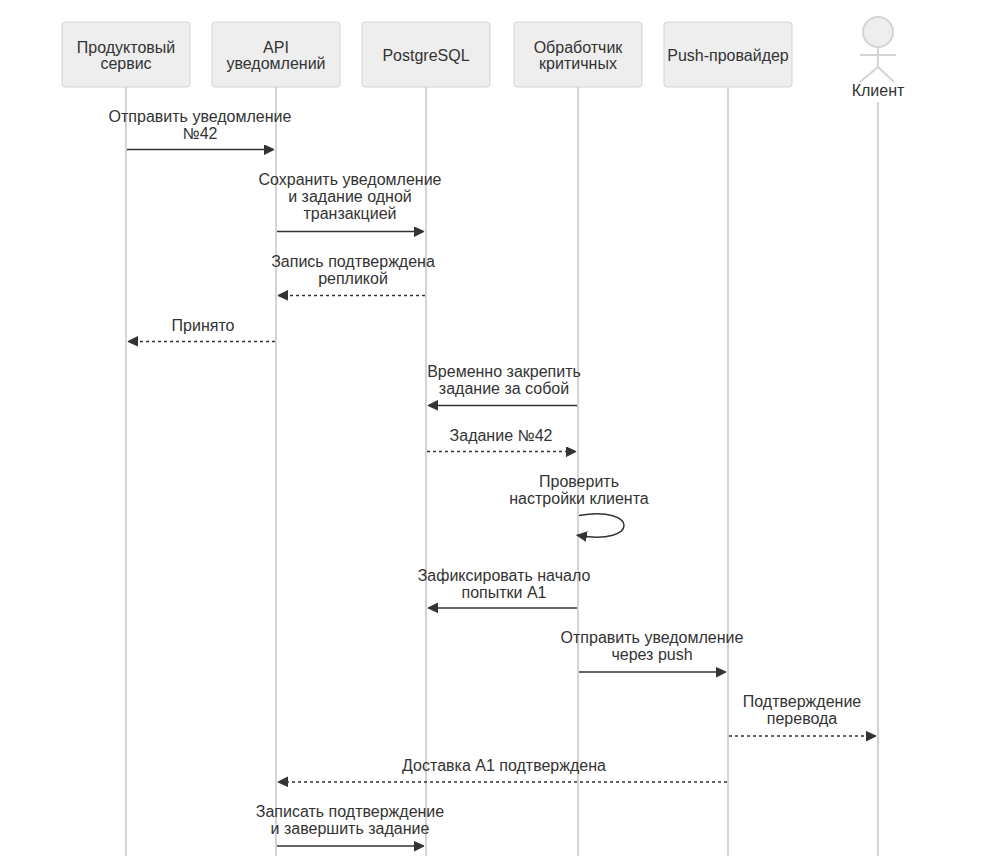 Продуктовый
сервис
API
уведомлений
PostgreSQL
Обработчик
критичных
Push-провайдер
Клиент
Отправить уведомление
№42
Сохранить уведомление
и задание одной
транзакцией
Запись подтверждена
репликой
Принято
Временно закрепить
задание за собой
Задание №42
Проверить
настройки клиента
Зафиксировать начало
попытки A1
Отправить уведомление
через push
Подтверждение
перевода
Доставка A1 подтверждена
Записать подтверждение
и завершить задание